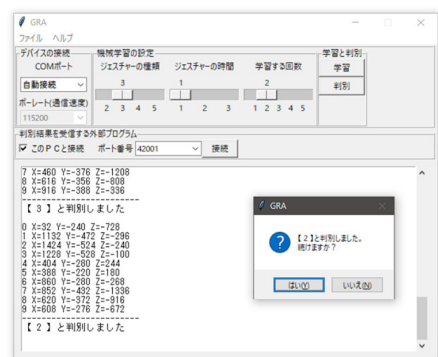 GRA
ファイル ヘルプ
デバイスの接続
COMポート
自動接続
ボーレート(通信速度)
115200
機械学習の設定
ジェスチャーの種類 ジェスチャーの時間 学習する回数
3 1 2
2 3 4 5 1 2 3 1 2 3 4 5
学習と判別
学習
判別
判別結果を受信する外部プログラム
このPCと接続 ポート番号 42001 接続
7 X=460 Y=-376 Z=-1208
8 X=616 Y=-356 Z=-808
9 X=916 Y=-388 Z=-336
------------------------
【 3 】と判別しました
0 X=32 Y=-240 Z=-728
1 X=1132 Y=-472 Z=-296
2 X=1424 Y=-524 Z=-240
3 X=1228 Y=-528 Z=-100
4 X=404 Y=-280 Z=244
5 X=388 Y=-220 Z=180
6 X=860 Y=-280 Z=-268
7 X=852 Y=-432 Z=-1336
8 X=620 Y=-372 Z=-916
9 X=608 Y=-276 Z=-672
------------------------
【 2 】と判別しました
GRA
【2】と判別しました。
続けますか？
はい(Y) いいえ(N)